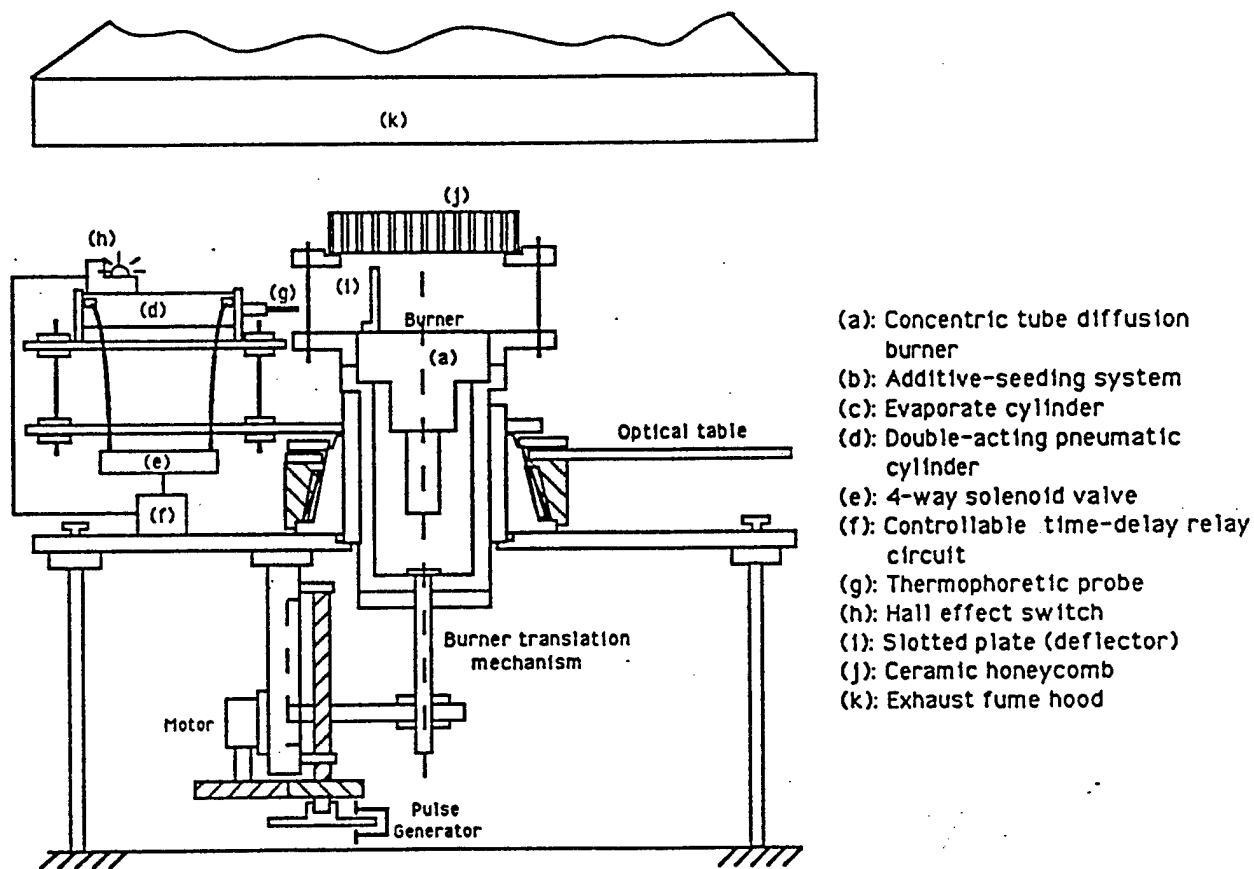 (k)
(j)
(h)
(g)
(i)
(d)
Burner
(a)
Optical table
(e)
(f)
Burner translation
mechanism
Motor
Pulse
Generator
(a): Concentric tube diffusion
burner
(b): Additive-seeding system
(c): Evaporate cylinder
(d): Double-acting pneumatic
cylinder
(e): 4-way solenoid valve
(f): Controllable time-delay relay
circuit
(g): Thermophoretic probe
(h): Hall effect switch
(i): Slotted plate (deflector)
(j): Ceramic honeycomb
(k): Exhaust fume hood